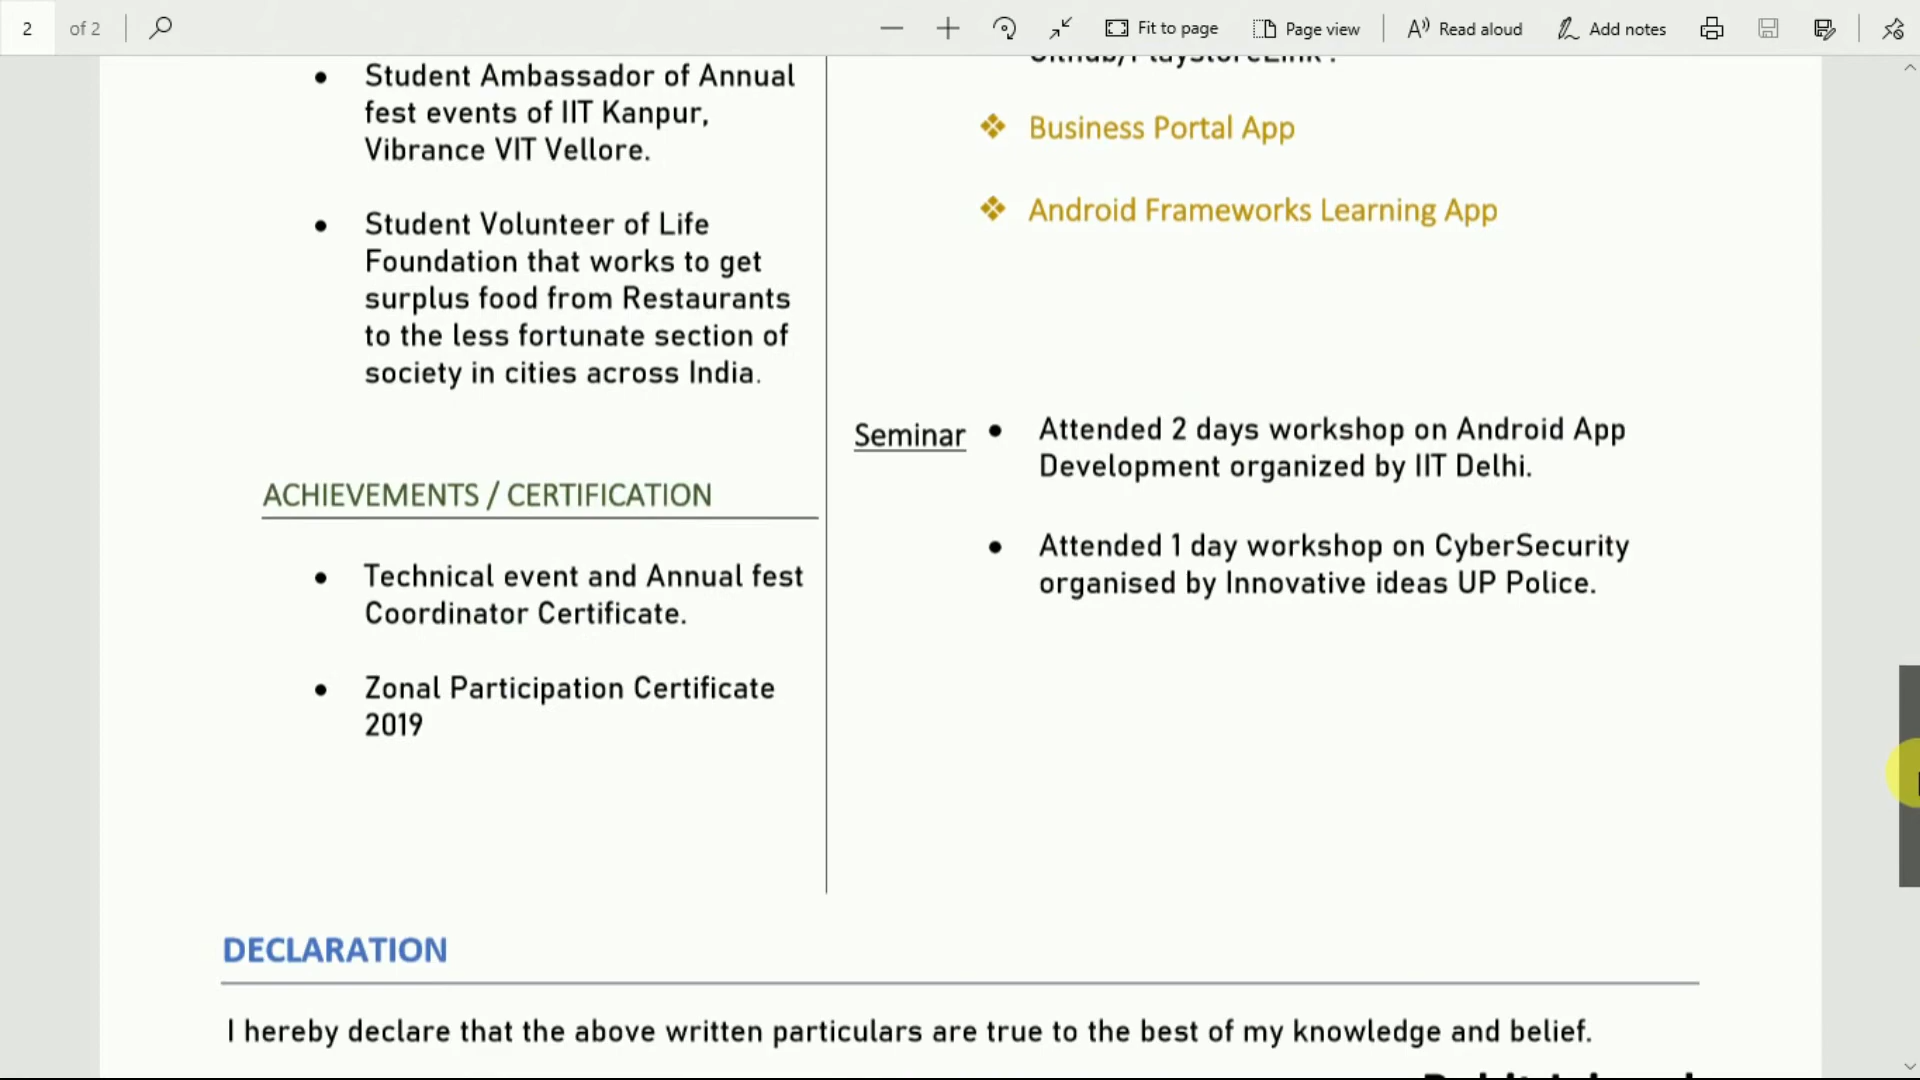 2 of 2 Fit to page Page view Read aloud Add notes
Student Ambassador of Annual
fest events of IIT Kanpur,
Vibrance VIT Vellore.
Student Volunteer of Life
Foundation that works to get
surplus food from Restaurants
to the less fortunate section of
society in cities across India.
ACHIEVEMENTS / CERTIFICATION
Technical event and Annual fest
Coordinator Certificate.
Zonal Participation Certificate
2019
Business Portal App
Android Frameworks Learning App
Seminar
Attended 2 days workshop on Android App
Development organized by IIT Delhi.
Attended 1 day workshop on CyberSecurity
organised by Innovative ideas UP Police.
DECLARATION
I hereby declare that the above written particulars are true to the best of my knowledge and belief.